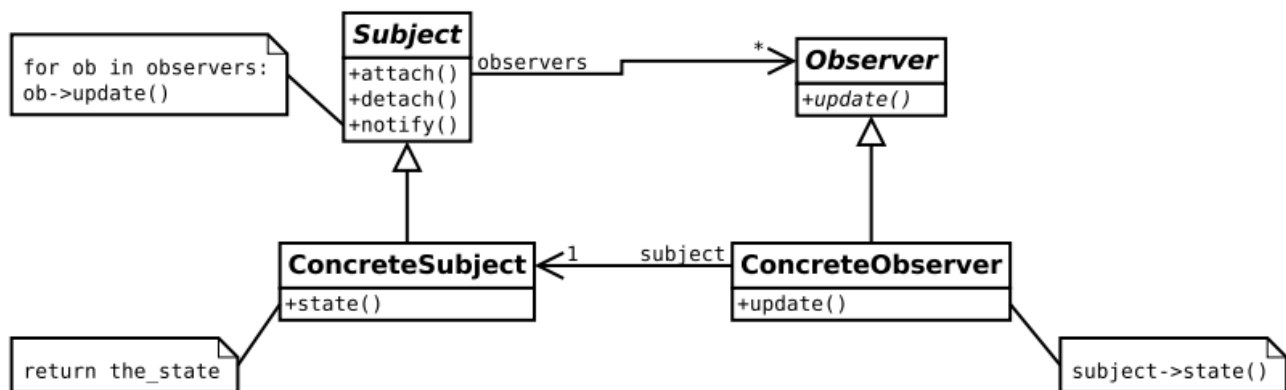 for ob in observers:
ob->update()
Subject
+attach()
+detach()
+notify()
observers
*
Observer
+update()
ConcreteSubject
+state()
1
subject
ConcreteObserver
+update()
return the_state
subject->state()